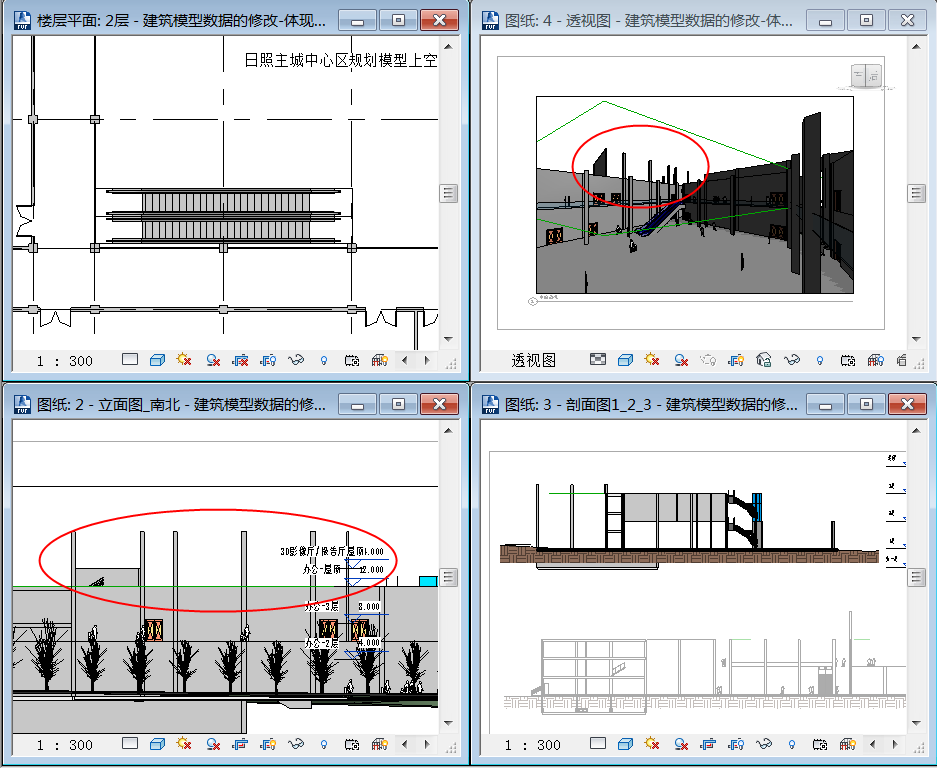 楼层平面: 2层 - 建筑模型数据的修改-体现...
日照主城中心区规划模型上空
1 : 300
图纸: 4 - 透视图 - 建筑模型数据的修改-体...
透视图
图纸: 2 - 立面图_南北 - 建筑模型数据的修...
3D影像厅/报告厅屋顶
办公-屋顶 12.000
办公-3层 8.000
办公-2层 4.000
1 : 300
图纸: 3 - 剖面图1_2_3 - 建筑模型数据的修...
1 : 300